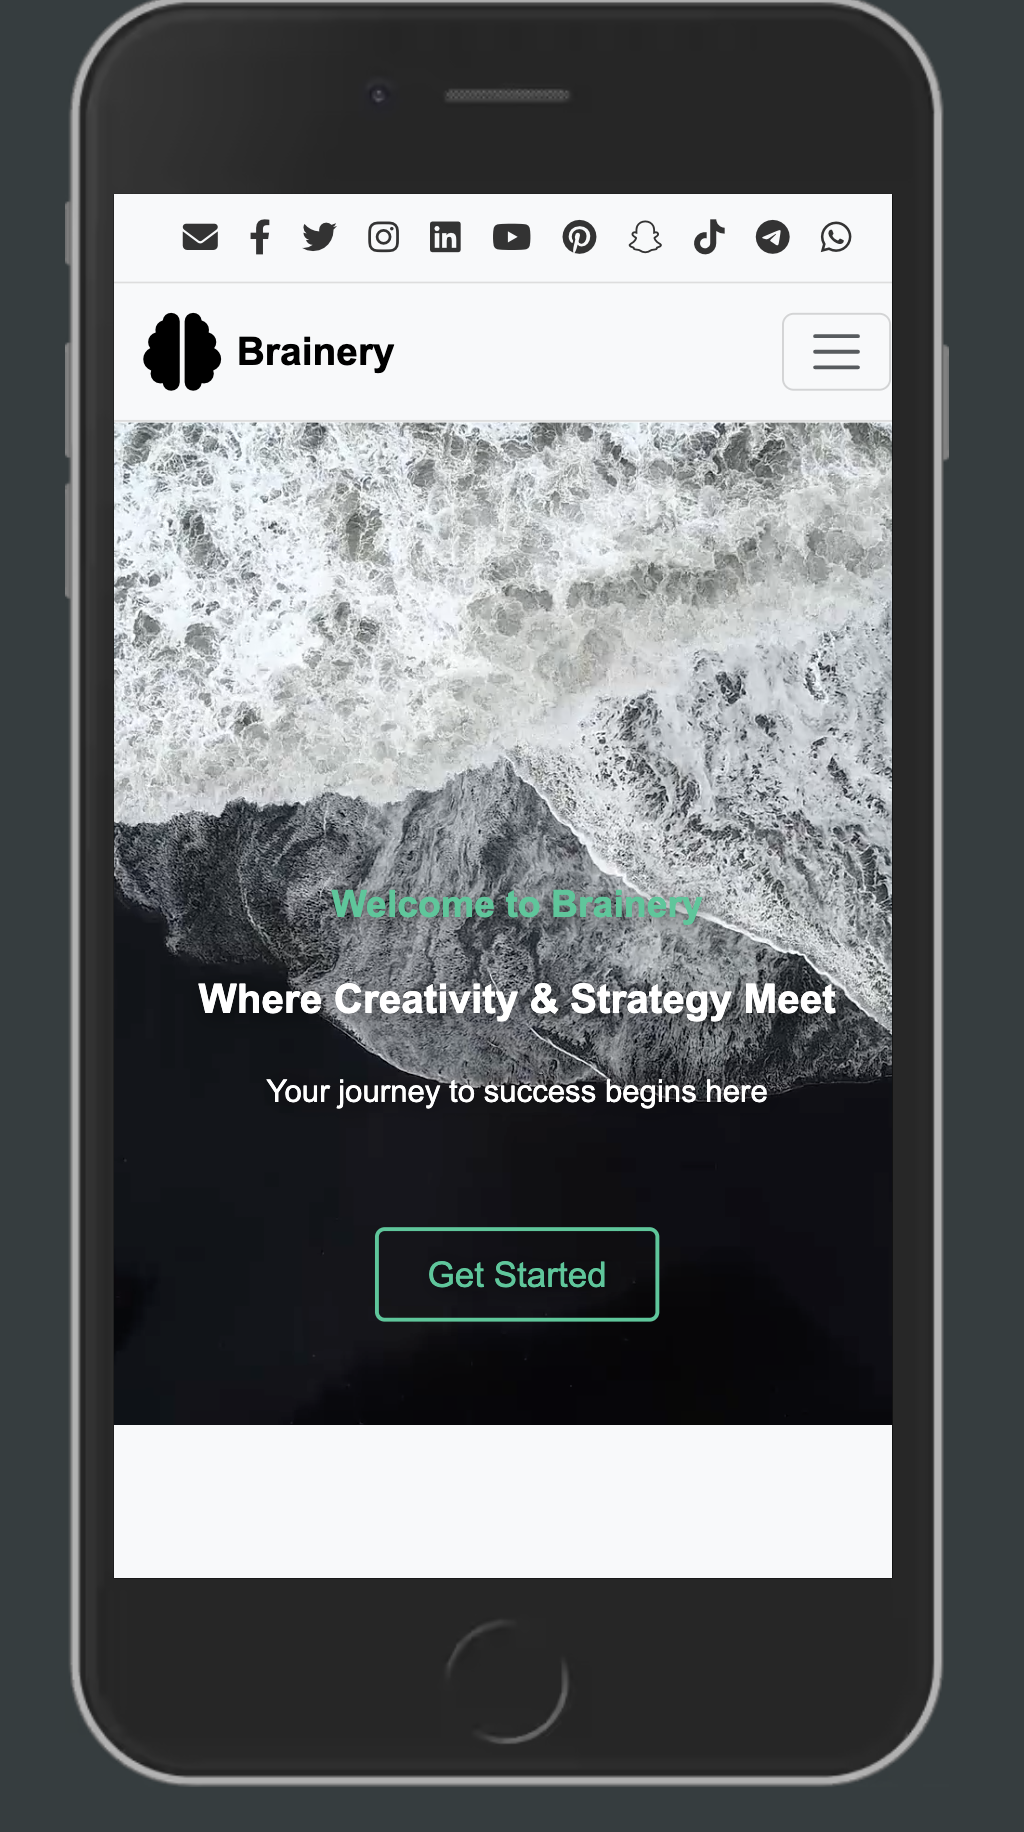 Brainery
Welcome to Brainery
Where Creativity & Strategy Meet
Your journey to success begins here
Get Started